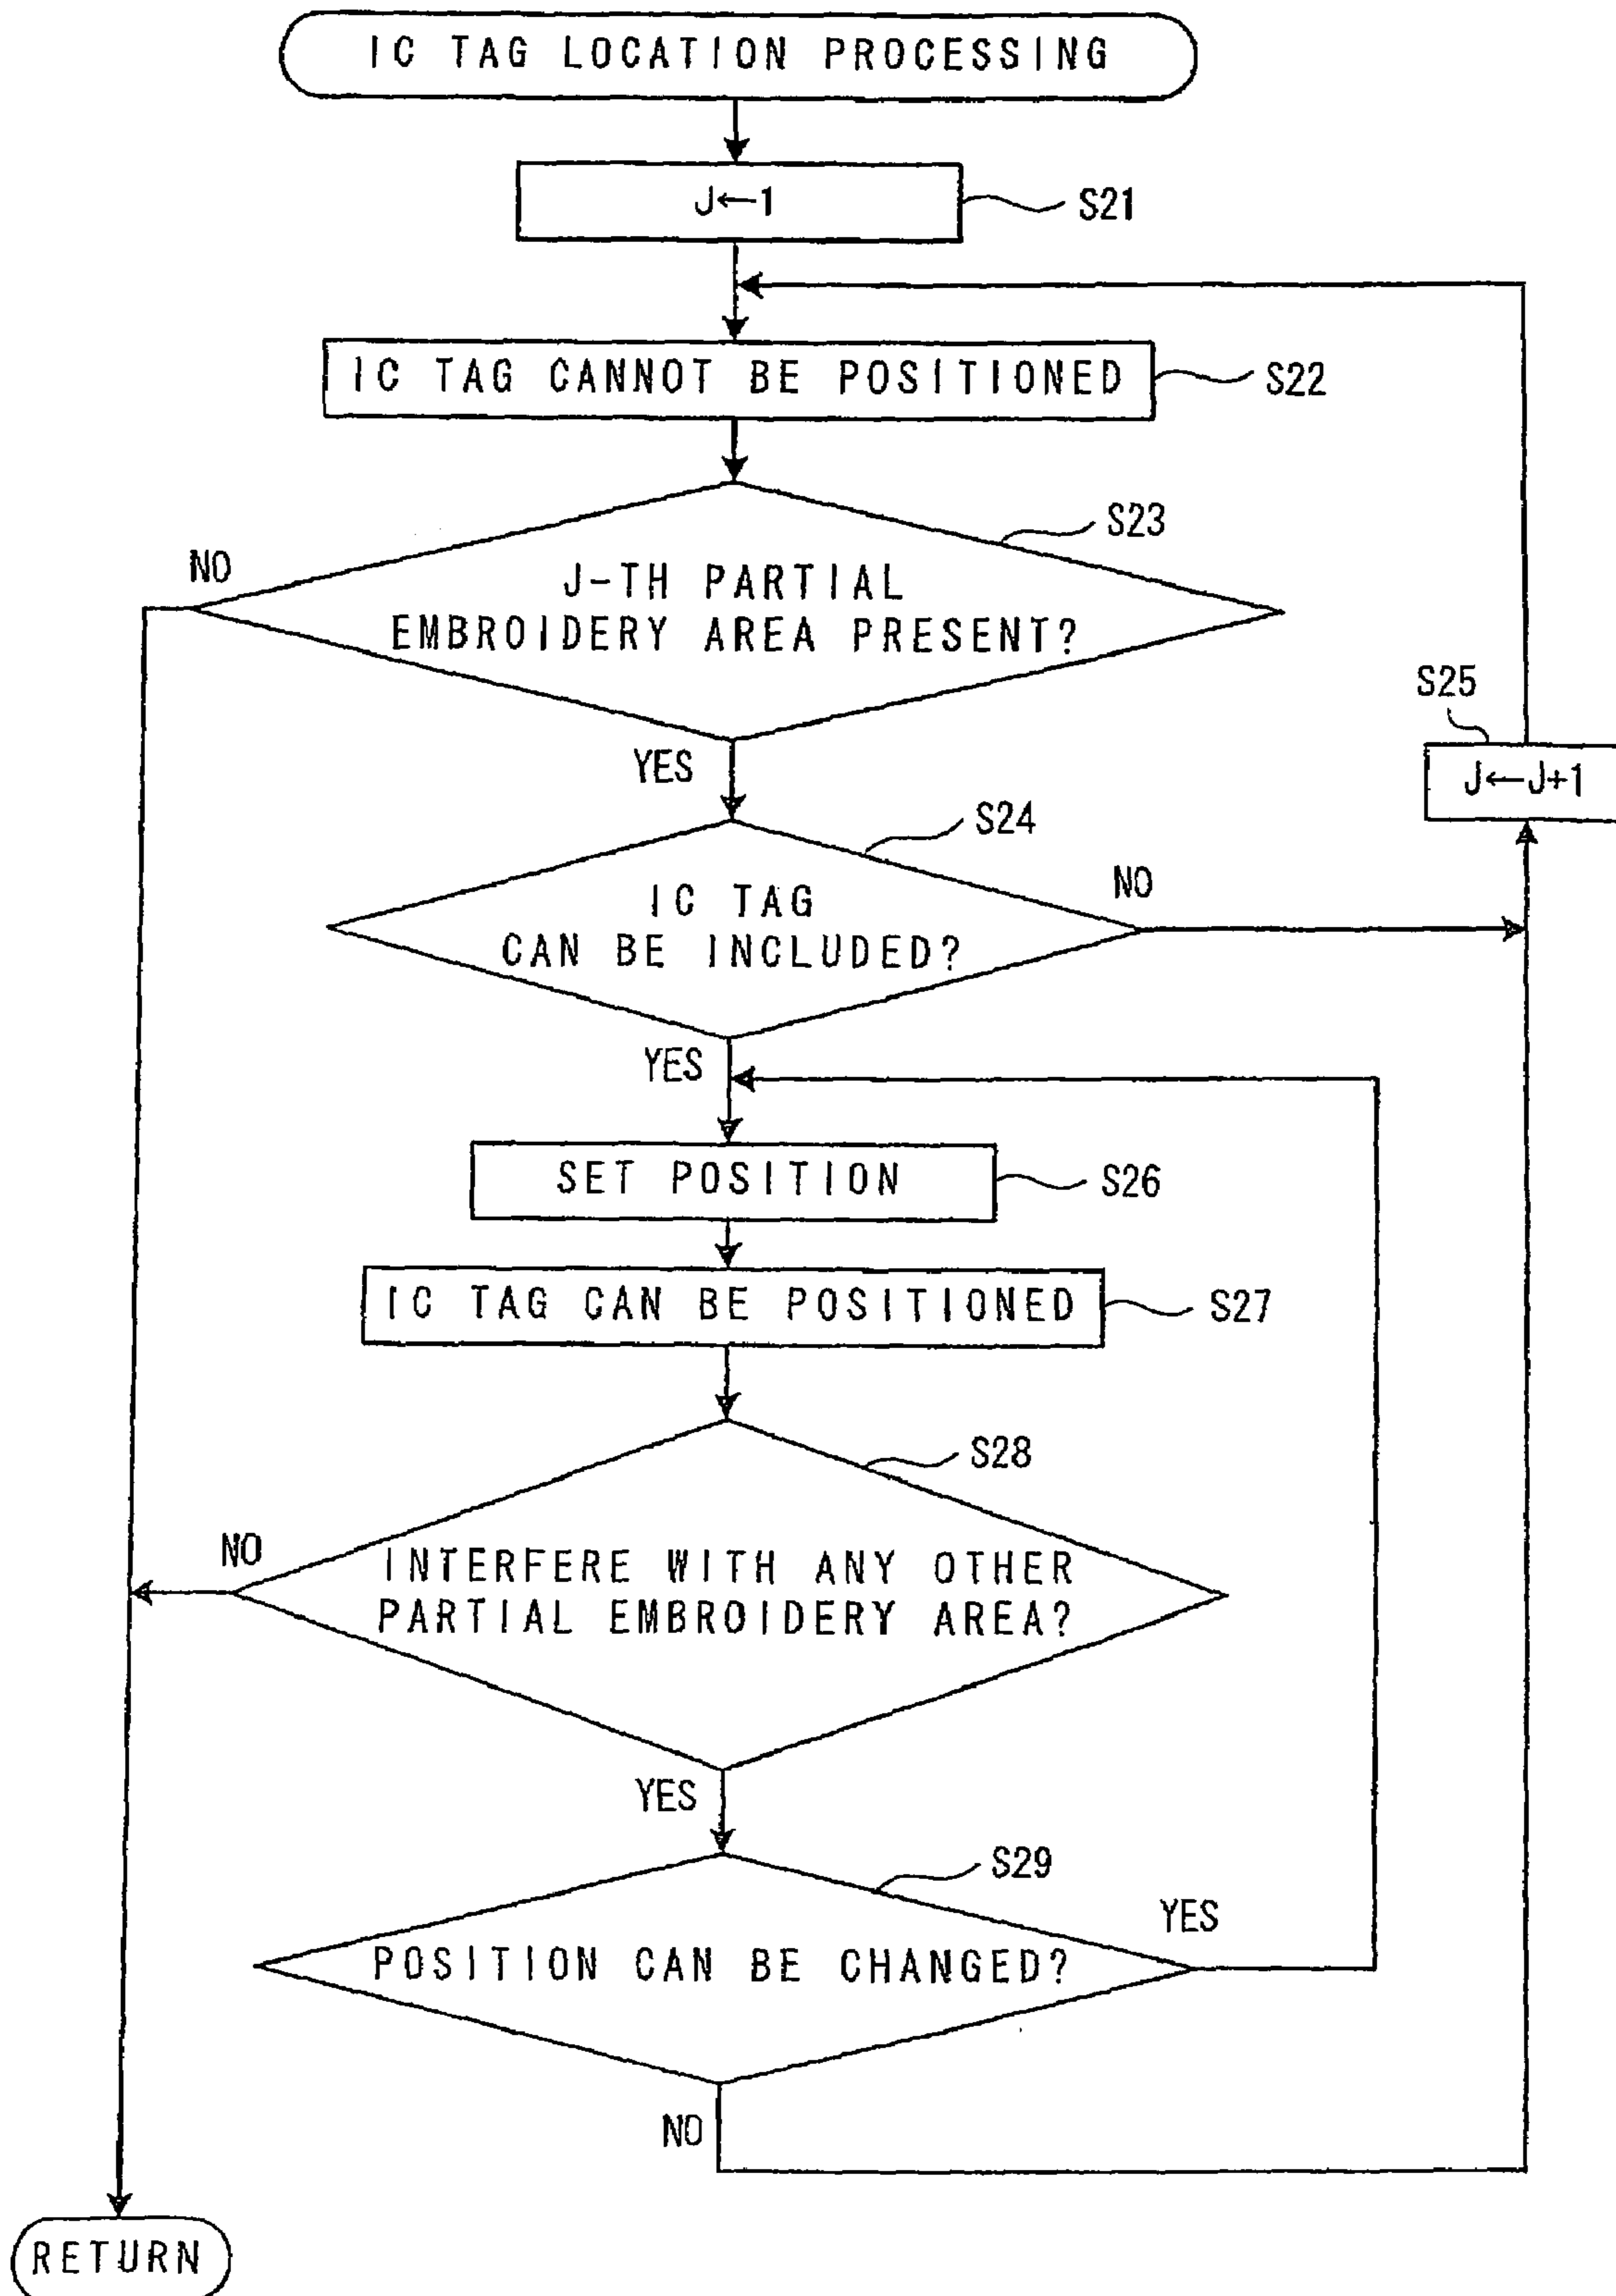 IC TAG LOCATION PROCESSING
J←1
S21
IC TAG CANNOT BE POSITIONED
S22
S23
NO
J-TH PARTIAL
EMBROIDERY AREA PRESENT?
S25
YES
J←J+1
S24
NO
IC TAG
CAN BE INCLUDED?
YES
SET POSITION
S26
IC TAG CAN BE POSITIONED
S27
S28
NO
INTERFERE WITH ANY OTHER
PARTIAL EMBROIDERY AREA?
YES
S29
YES
POSITION CAN BE CHANGED?
NO
RETURN